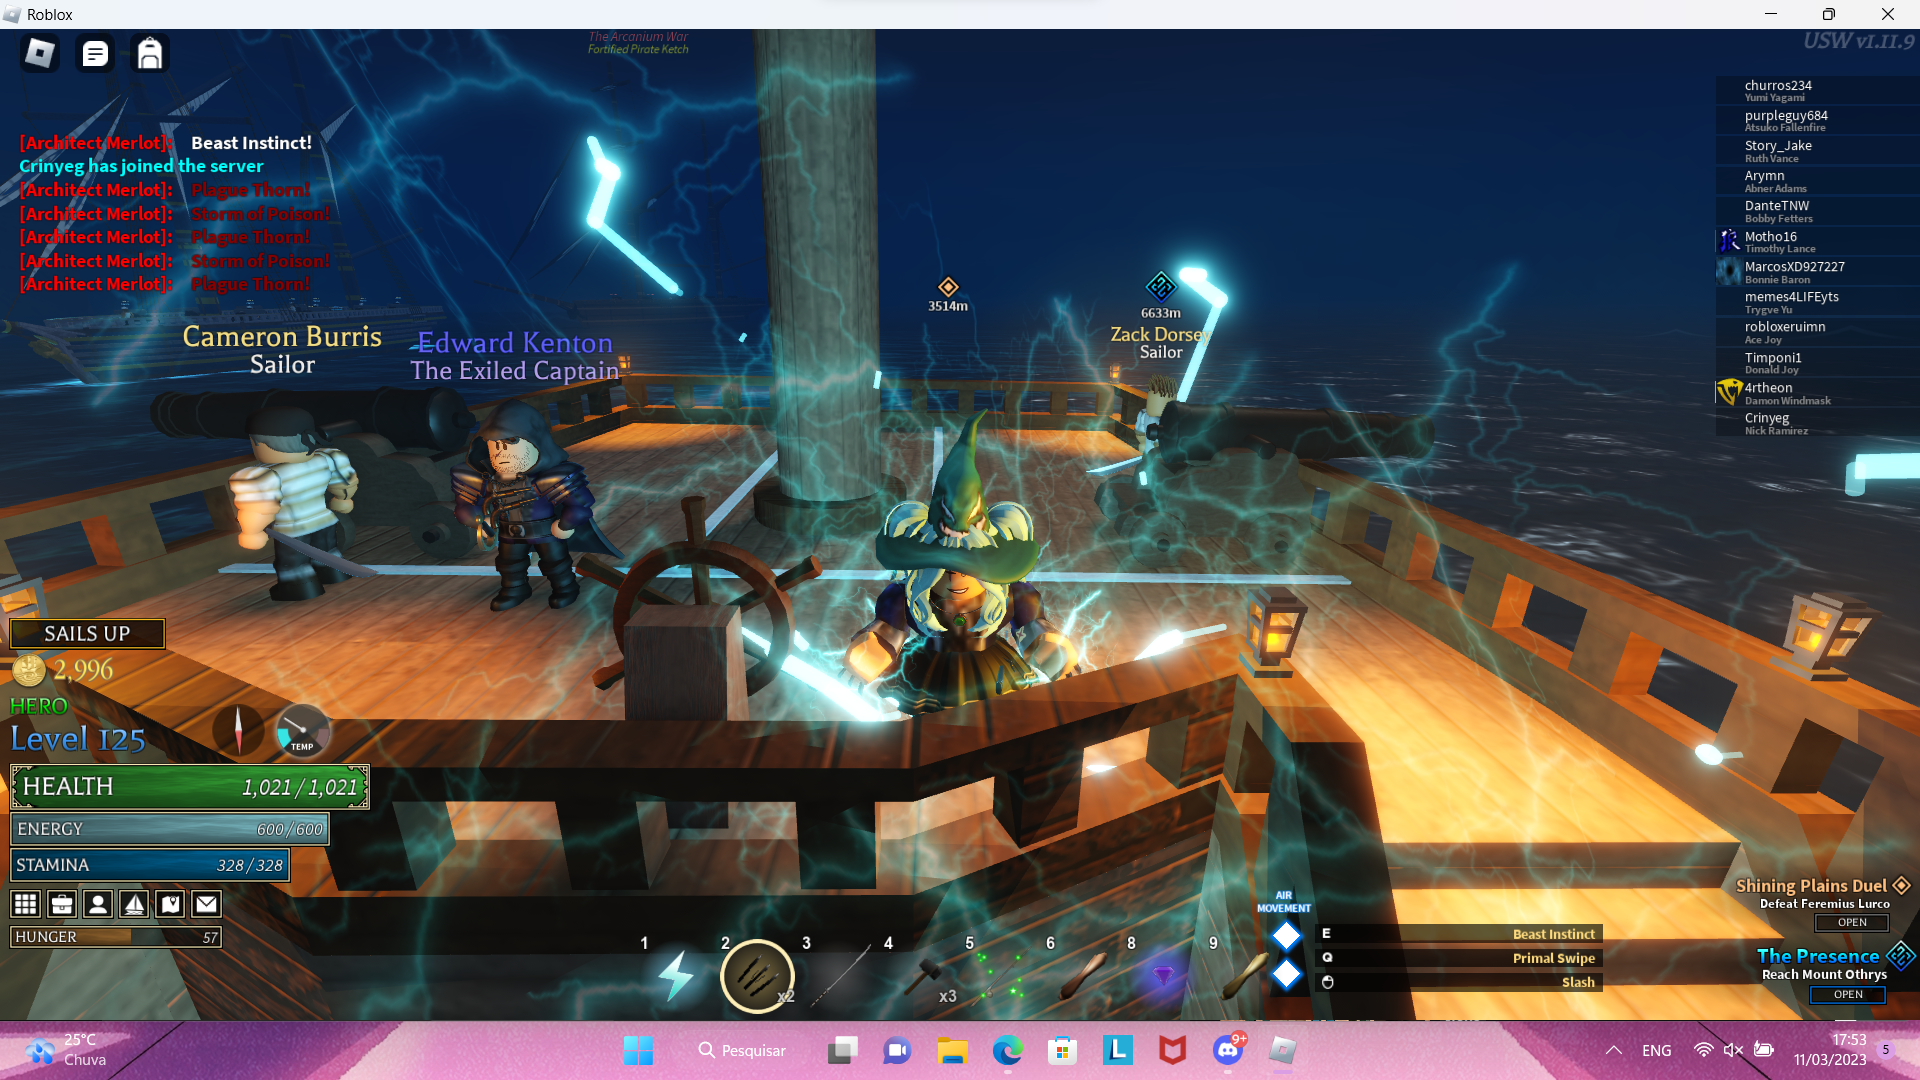 Roblox
The Arcanium War
Fortified Pirate Ketch
USW v1.11.9
churros234
Yumi Yagami
purpleguy684
Atsuko Fallenfire
Story_Jake
Ruth Vance
Arymn
Abner Adams
DanteTNW
Bobby Fetters
Motho16
Timothy Lance
MarcosXD927227
Bonnie Baron
memes4LIFEyts
Trygve Yu
robloxeruimn
Ace Joy
Timponi1
Donald Joy
4rtheon
Damon Windmask
Crinyeg
Nick Ramirez
[Architect Merlot]: Beast Instinct!
Crinyeg has joined the server
[Architect Merlot]: Plague Thorn!
[Architect Merlot]: Storm of Poison!
[Architect Merlot]: Plague Thorn!
[Architect Merlot]: Storm of Poison!
[Architect Merlot]: Plague Thorn!
3514m
6633m
Cameron Burris
Sailor
Edward Kenton
The Exiled Captain
Zack Dorsey
Sailor
SAILS UP
2,996
HERO
Level 125
TEMP
HEALTH 1,021/1,021
ENERGY 600/600
STAMINA 328/328
HUNGER 57
1 2 3 4 5 6 7 8 9
x2
x3
AIR
MOVEMENT
E Beast Instinct
Q Primal Swipe
Slash
Shining Plains Duel
Defeat Feremius Lurco
OPEN
The Presence
Reach Mount Othrys
OPEN
25°C
Chuva
Pesquisar
L
9+
ENG
17:53
11/03/2023
5